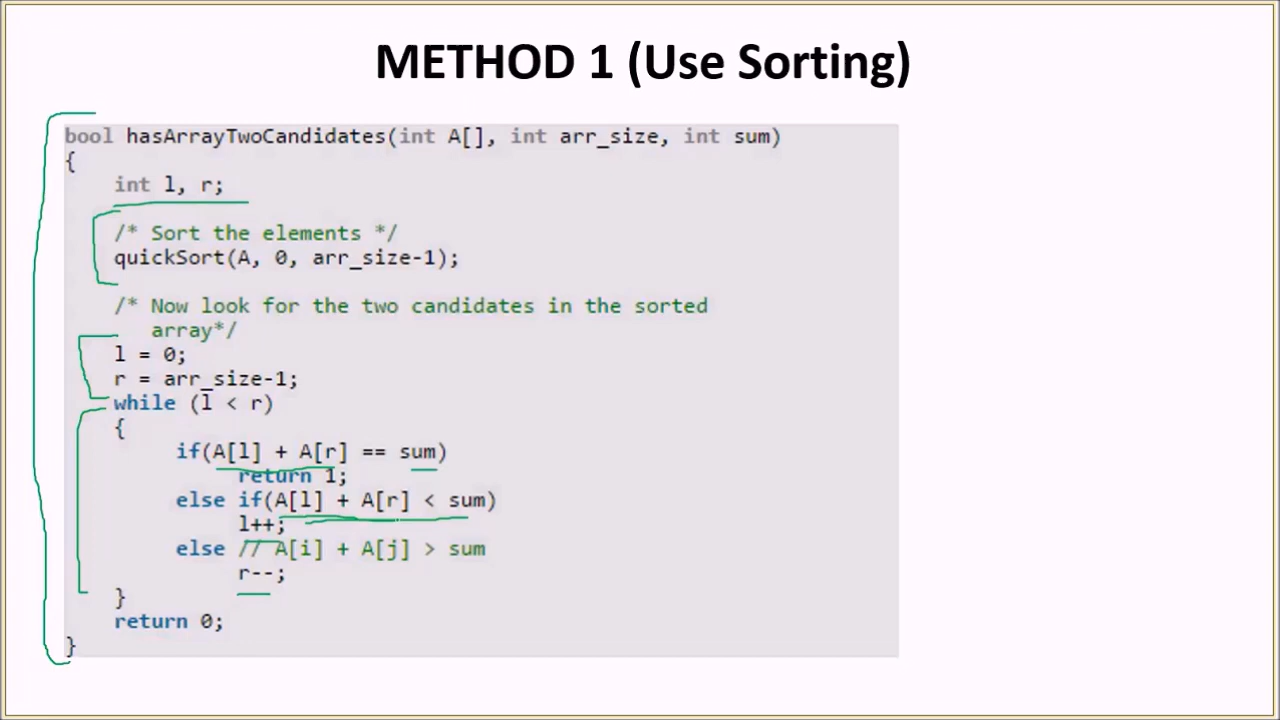 METHOD 1 (Use Sorting)
bool hasArrayTwoCandidates(int A[], int arr_size, int sum)
{
int l, r;
/* Sort the elements */
quickSort(A, 0, arr_size-1);
/* Now look for the two candidates in the sorted
array*/
l = 0;
r = arr_size-1;
while (l < r)
{
if(A[l] + A[r] == sum)
return 1;
else if(A[l] + A[r] < sum)
l++;
else // A[i] + A[j] > sum
r--;
}
return 0;
}